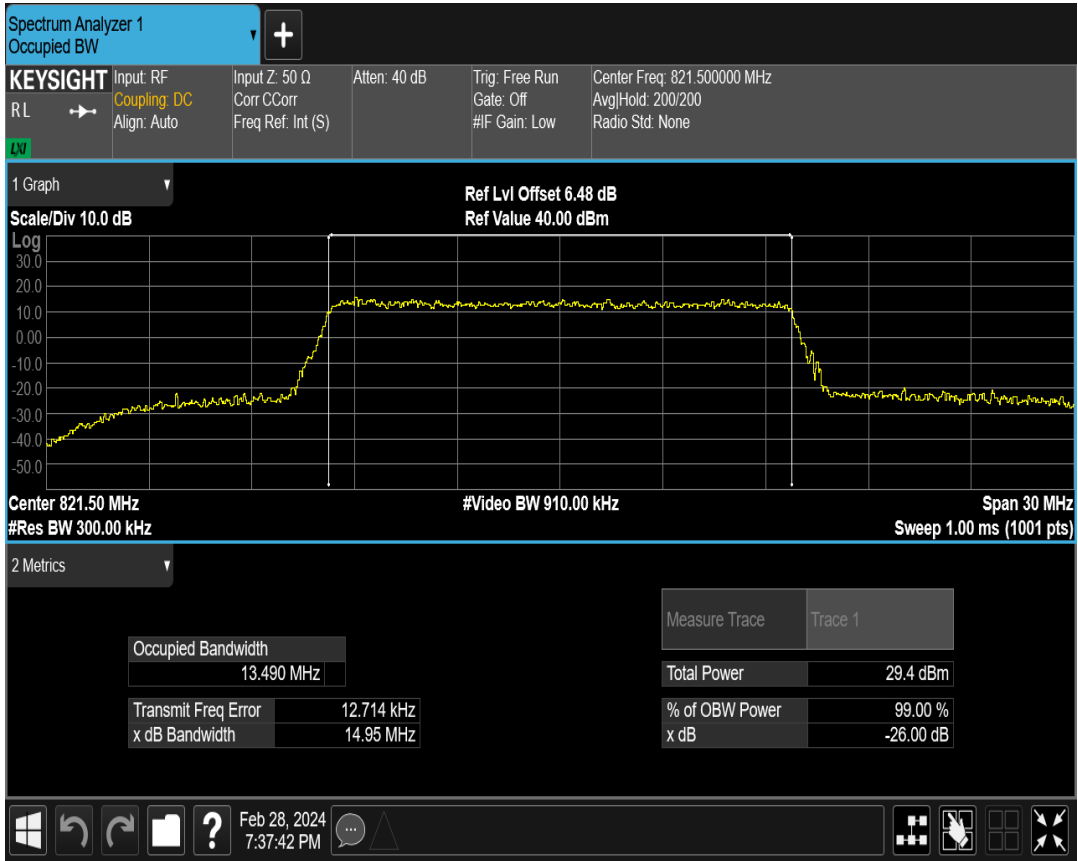 Spectrum Analyzer 1
Occupied BW
+
KEYSIGHT
RL
LXI
Input: RF
Coupling: DC
Align: Auto
Input Z: 50 Ω
Corr CCorr
Freq Ref: Int (S)
Atten: 40 dB
Trig: Free Run
Gate: Off
#IF Gain: Low
Center Freq: 821.500000 MHz
Avg|Hold: 200/200
Radio Std: None
1 Graph
Scale/Div 10.0 dB
Ref Lvl Offset 6.48 dB
Ref Value 40.00 dBm
Log
30.0
20.0
10.0
0.00
-10.0
-20.0
-30.0
-40.0
-50.0
Center 821.50 MHz
#Res BW 300.00 kHz
#Video BW 910.00 kHz
Span 30 MHz
Sweep 1.00 ms (1001 pts)
2 Metrics
Occupied Bandwidth
13.490 MHz
Transmit Freq Error 12.714 kHz
x dB Bandwidth 14.95 MHz
Measure Trace Trace 1
Total Power 29.4 dBm
% of OBW Power 99.00 %
x dB -26.00 dB
?
Feb 28, 2024
7:37:42 PM